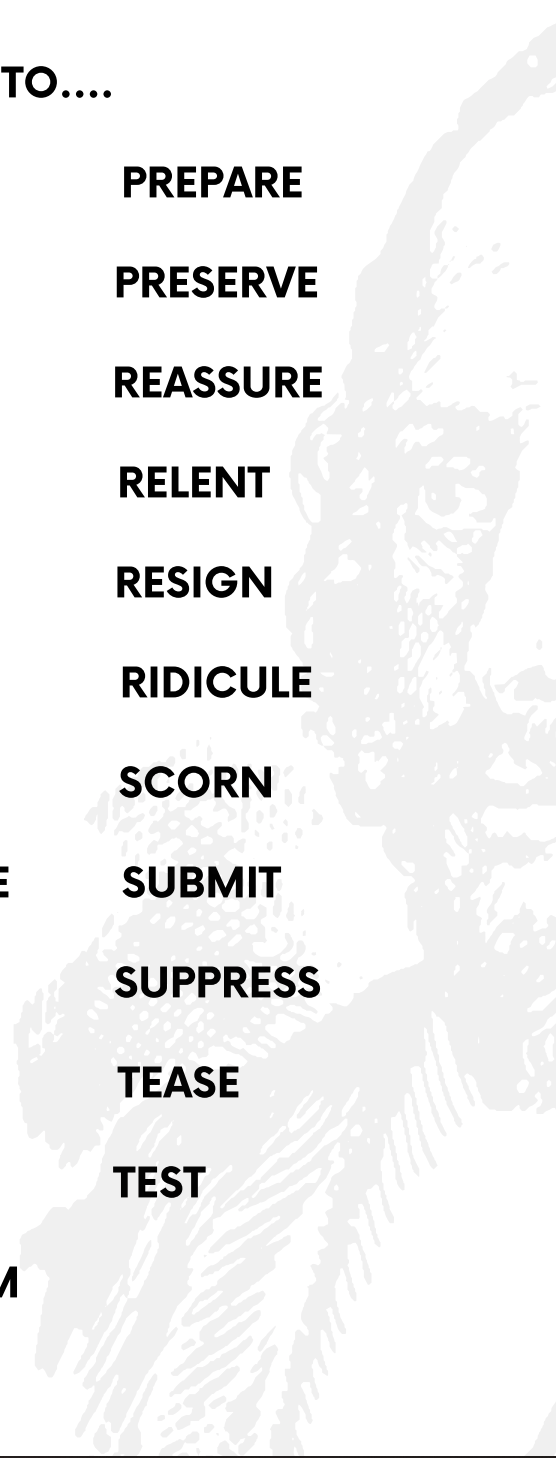 TO....
PREPARE
PRESERVE
REASSURE
RELENT
RESIGN
RIDICULE
SCORN
E SUBMIT
SUPPRESS
TEASE
TEST
M